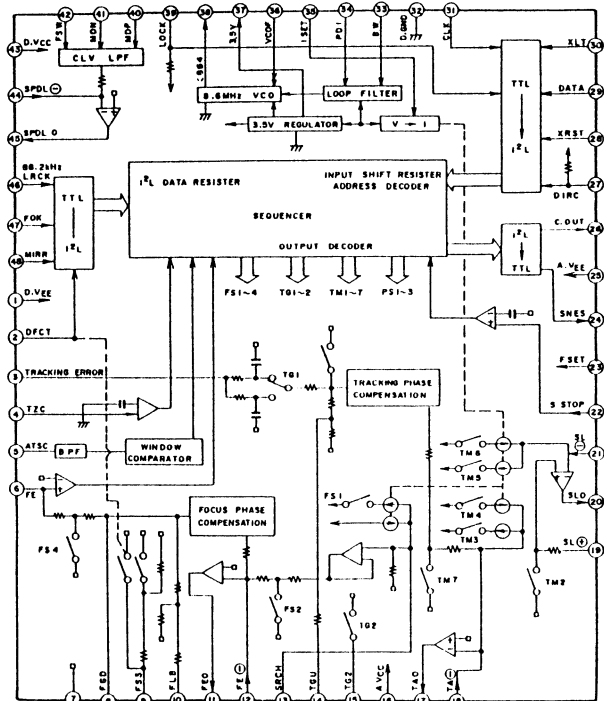 42 41 40 39 38 37 36 35 34 33 32 31
FSW MDN MDP LOCK C864 3.5V VCOF ISET PDI BW D.GND CLK
43 D.VCC
CLV LPF
44 SPDL ⊖
45 SPDL O
8.6MHz VCO
LOOP FILTER
3.5V REGULATOR
V → I
XLT 30
DATA 29
XRST 28
27
DIRC
TTL
I²L
88.2kHz
46 LRCK
47 FOK
48 MIRR
TTL
I²L
I²L DATA REGISTER
INPUT SHIFT REGISTER
ADDRESS DECODER
SEQUENCER
OUTPUT DECODER
FS1~4 TG1~2 TM1~7 PS1~3
I²L
TTL
C.OUT 26
A.VEE 25
SNES 24
FSET 23
S STOP 22
1 D.VEE
2 DFCT
3 TRACKING ERROR
TG1
TRACKING PHASE
COMPENSATION
4 TZC
5 ATSC
BPF
WINDOW
COMPARATOR
6 FE
FOCUS PHASE
COMPENSATION
TM6
TM5
TM4
TM3
FS1
SL ⊖ 21
SLO 20
SL ⊕ 19
FS4
FS2
TG2
TM7
TM2
FGD FS3 FLB FEO FE ⊖ SRCH TGU TG2 AVCC TAO TA ⊖
7 8 9 10 11 12 13 14 15 16 17 18